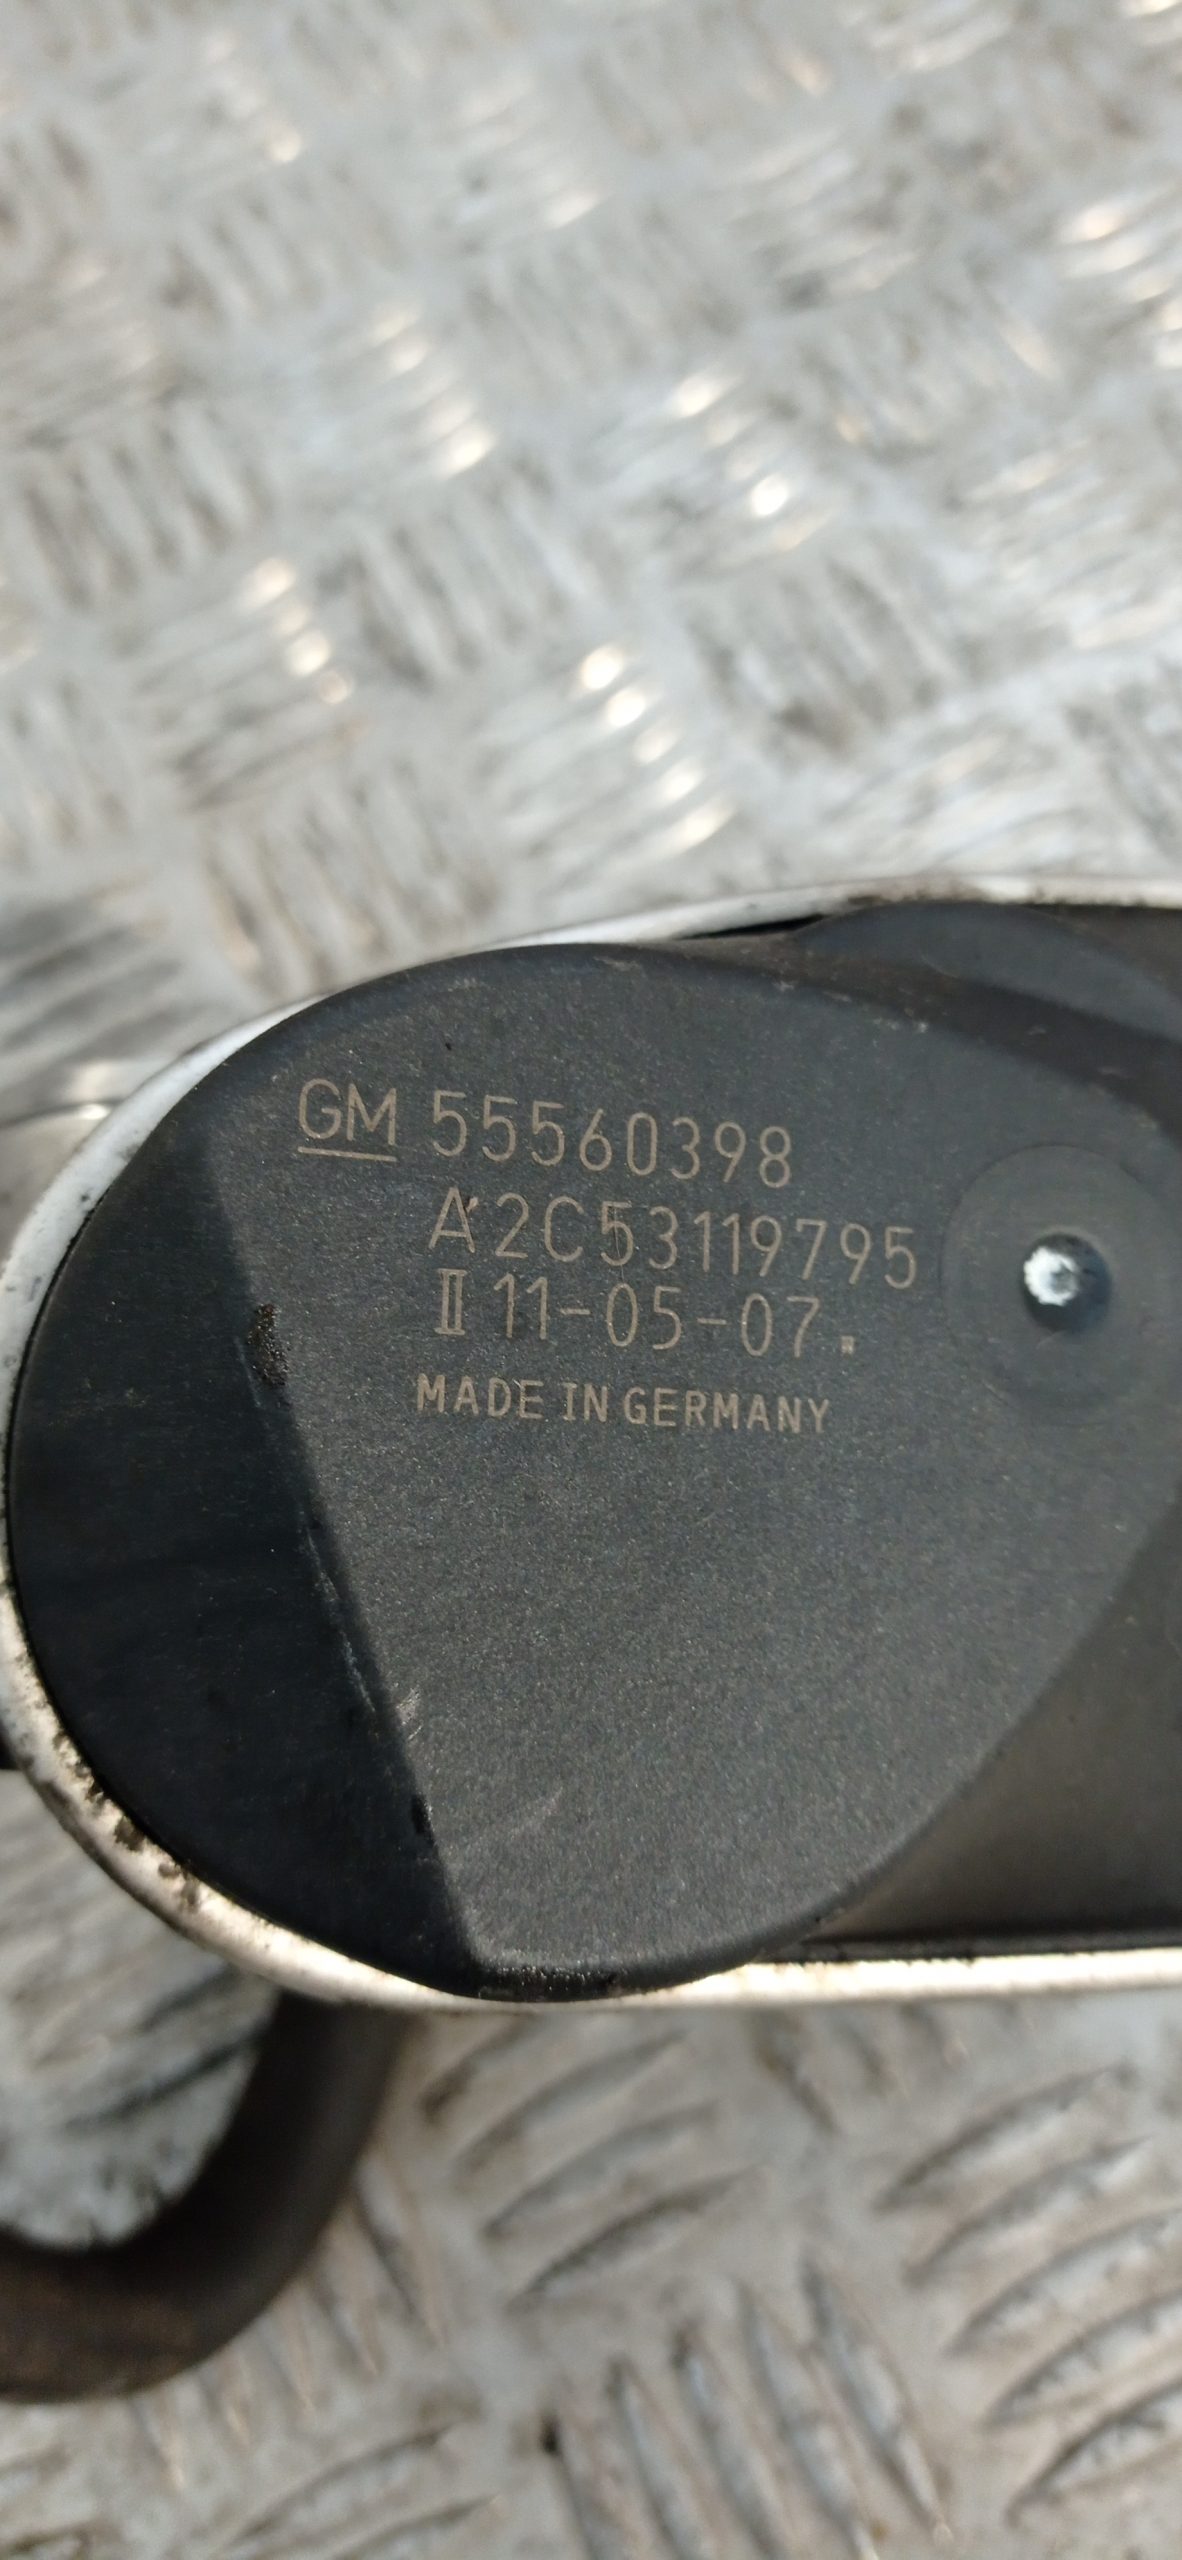 GM 55560398
A2C53119795
II 11-05-07.
MADE IN GERMANY